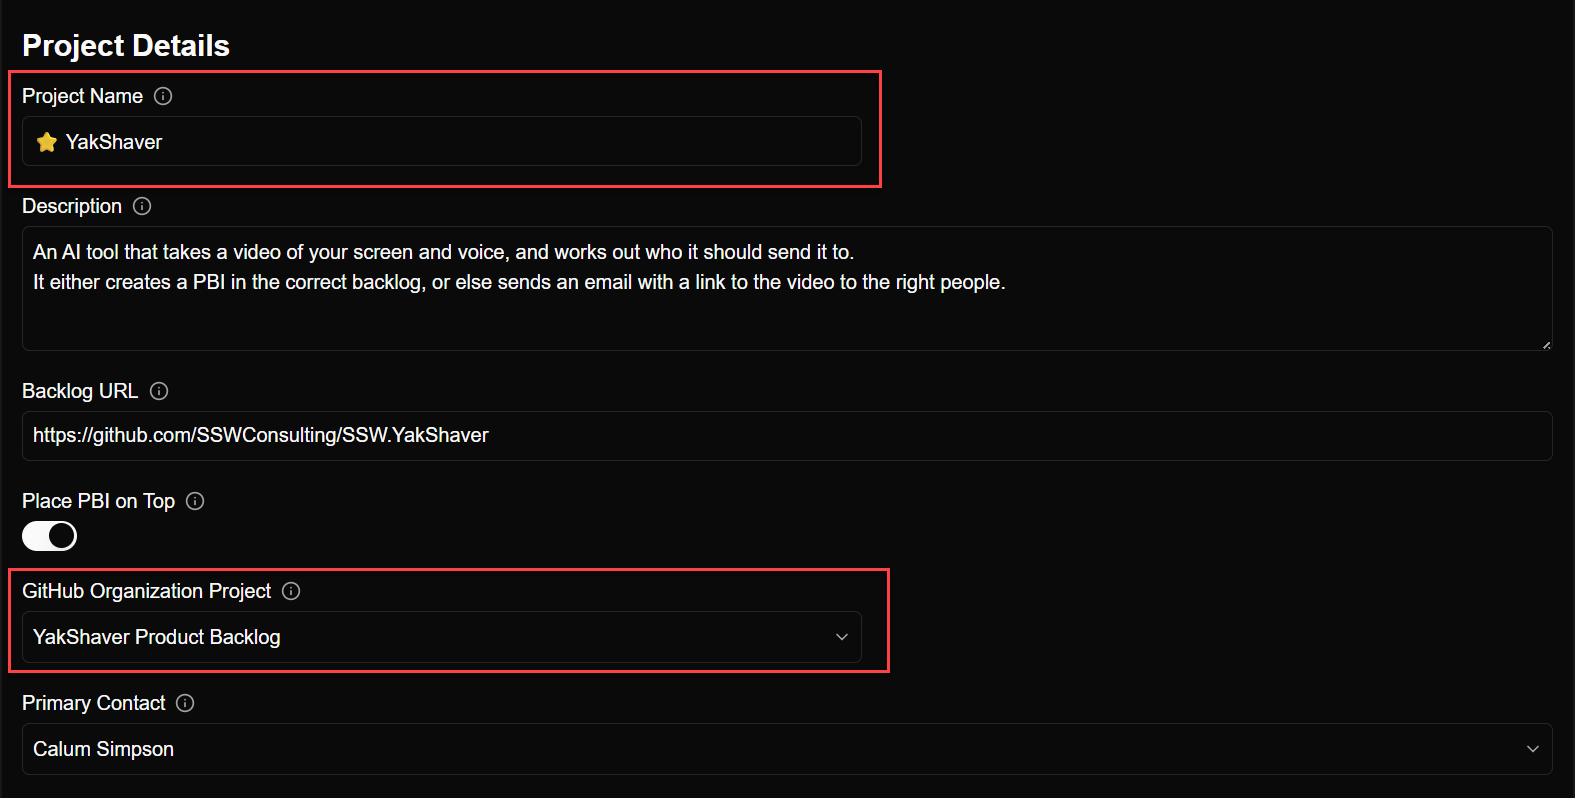 Project Details
Project Name
⭐ YakShaver
Description
An AI tool that takes a video of your screen and voice, and works out who it should send it to.
It either creates a PBI in the correct backlog, or else sends an email with a link to the video to the right people.
Backlog URL
https://github.com/SSWConsulting/SSW.YakShaver
Place PBI on Top
GitHub Organization Project
YakShaver Product Backlog
Primary Contact
Calum Simpson